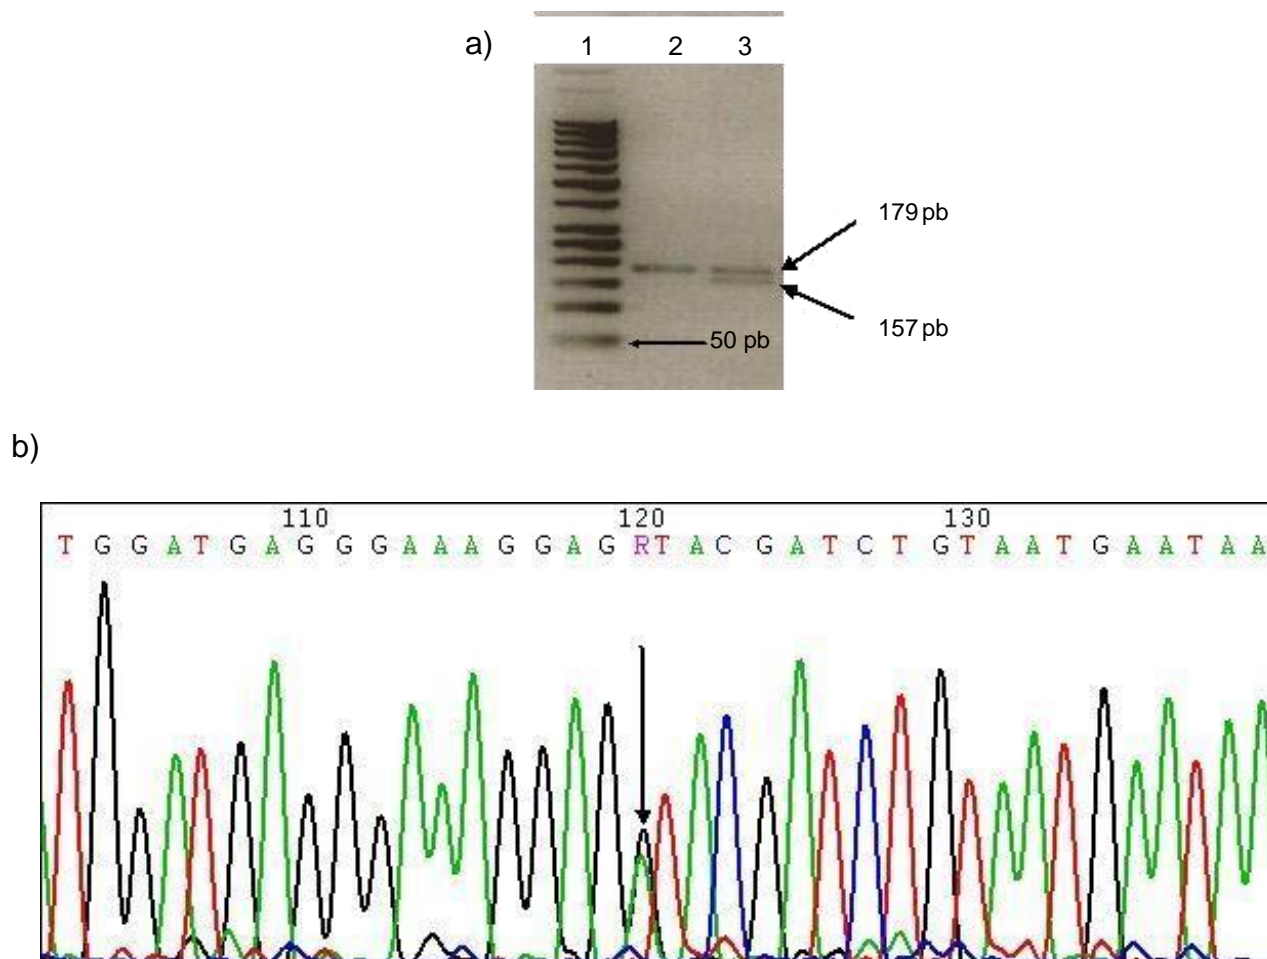 a)
1 2 3
179 pb
157 pb
50 pb
b)
110 120 130
T G G A T G A G G G A A A G G A G R T A C G A T C T G T A A T G A A T A A